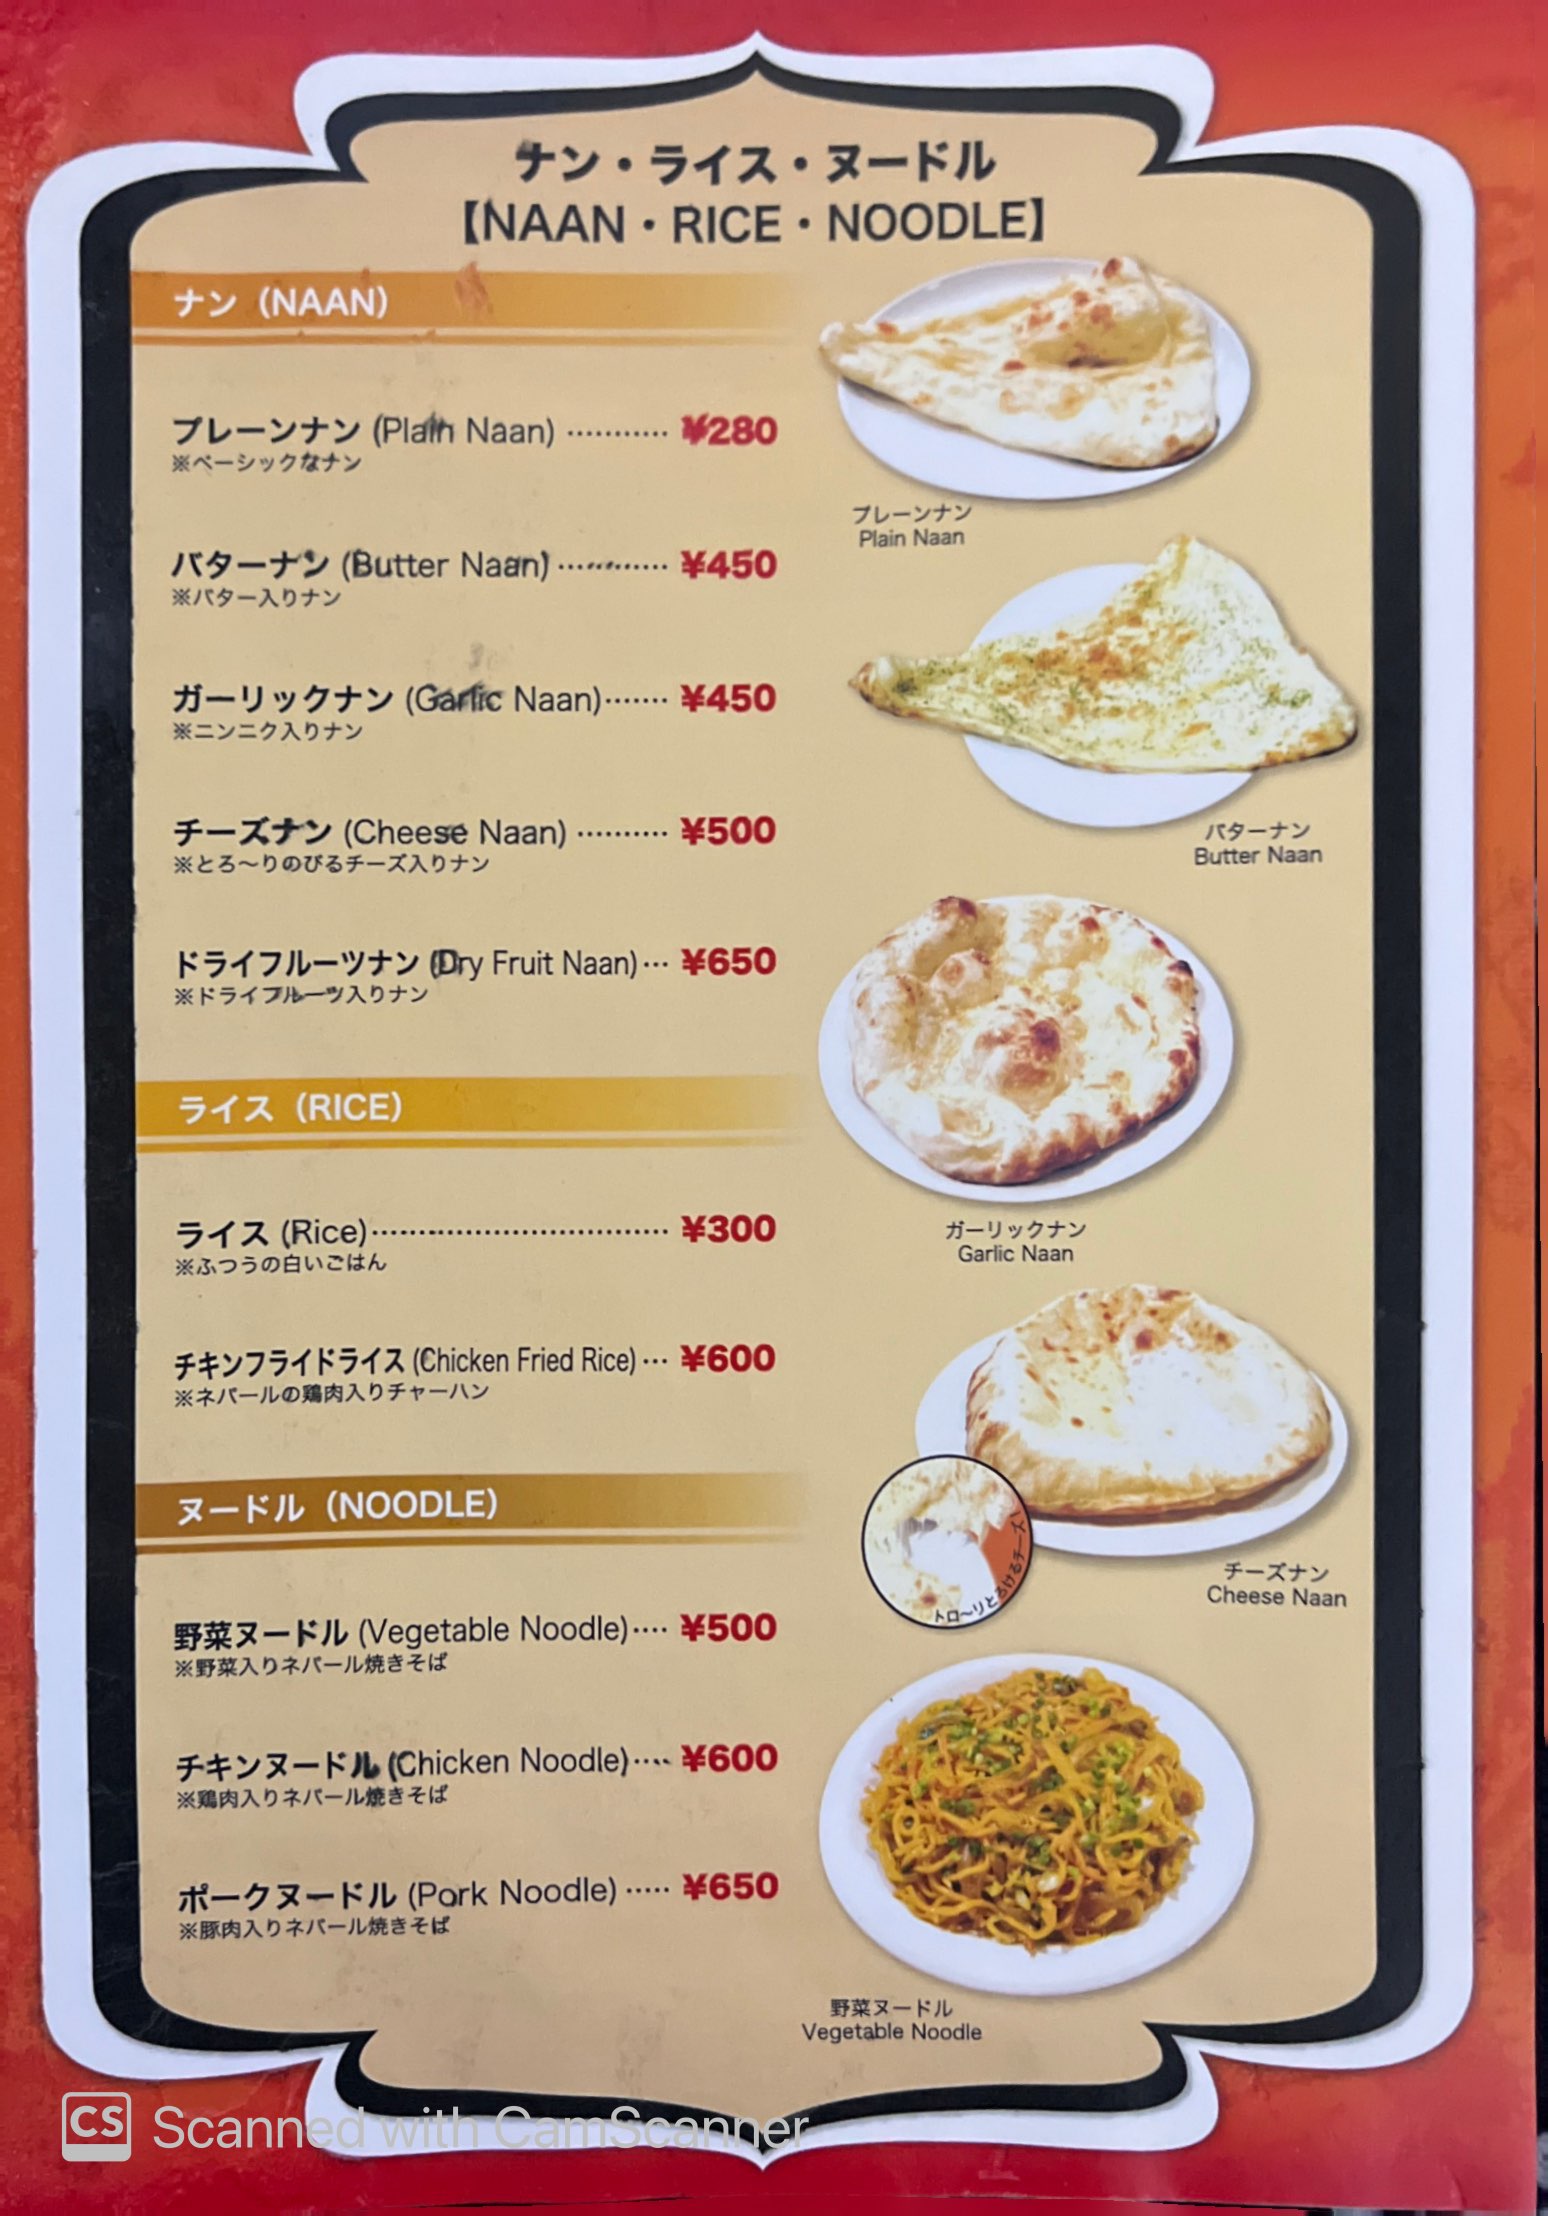 ナン・ライス・ヌードル
【NAAN・RICE・NOODLE】
ナン（NAAN）
プレーンナン (Plain Naan) ··········· ¥280
※ベーシックなナン
バターナン (Butter Naan) ············ ¥450
※バター入りナン
ガーリックナン (Garlic Naan)······· ¥450
※ニンニク入りナン
チーズナン (Cheese Naan) ·········· ¥500
※とろ～りのびるチーズ入りナン
ドライフルーツナン (Dry Fruit Naan)··· ¥650
※ドライフルーツ入りナン
ライス（RICE）
ライス (Rice)································· ¥300
※ふつうの白いごはん
チキンフライドライス (Chicken Fried Rice)··· ¥600
※ネパールの鶏肉入りチャーハン
ヌードル（NOODLE）
野菜ヌードル (Vegetable Noodle)···· ¥500
※野菜入りネパール焼きそば
チキンヌードル (Chicken Noodle)···· ¥600
※鶏肉入りネパール焼きそば
ポークヌードル (Pork Noodle) ····· ¥650
※豚肉入りネパール焼きそば
プレーンナン
Plain Naan
バターナン
Butter Naan
ガーリックナン
Garlic Naan
トロ～リとろけるチーズ入り
チーズナン
Cheese Naan
野菜ヌードル
Vegetable Noodle
CS Scanned with CamScanner